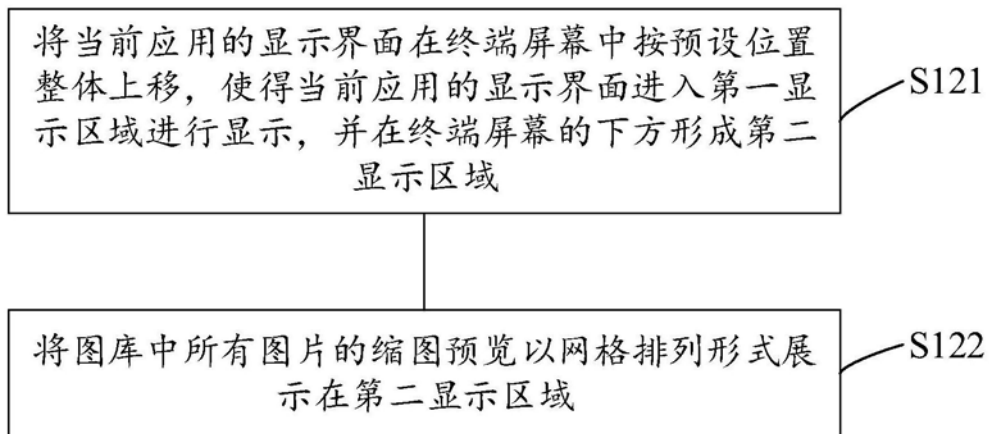 将当前应用的显示界面在终端屏幕中按预设位置
整体上移，使得当前应用的显示界面进入第一显
示区域进行显示，并在终端屏幕的下方形成第二
显示区域
S121
将图库中所有图片的缩图预览以网格排列形式展
示在第二显示区域
S122